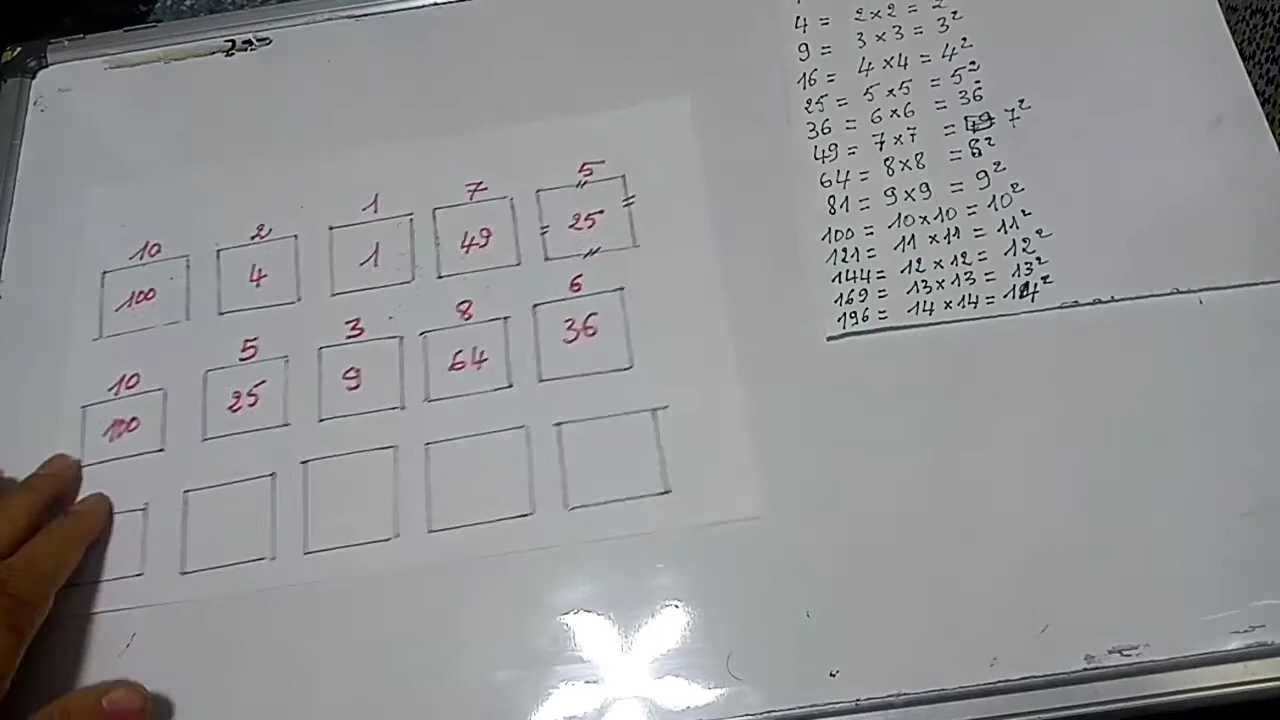 10 2 1 7 5
100 4 1 49 25
10 5 3 8 6
100 25 9 64 36
4 = 2×2 = 2
9 = 3×3 = 3²
16 = 4×4 = 4²
25 = 5×5 = 5²
36 = 6×6 = 36
49 = 7×7 = 7²
64 = 8×8 = 8²
81 = 9×9 = 9²
100 = 10×10 = 10²
121 = 11×11 = 11²
144 = 12×12 = 12²
169 = 13×13 = 13²
196 = 14×14 = 14²